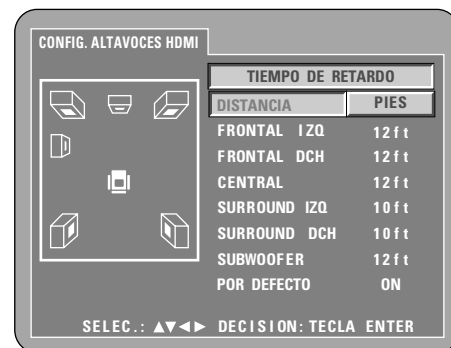 CONFIG. ALTAVOCES HDMI
TIEMPO DE RETARDO
DISTANCIA PIES
FRONTAL IZQ 12ft
FRONTAL DCH 12ft
CENTRAL 12ft
SURROUND IZQ 10ft
SURROUND DCH 10ft
SUBWOOFER 12ft
POR DEFECTO ON
SELEC.: ▲▼◄► DECISION: TECLA ENTER